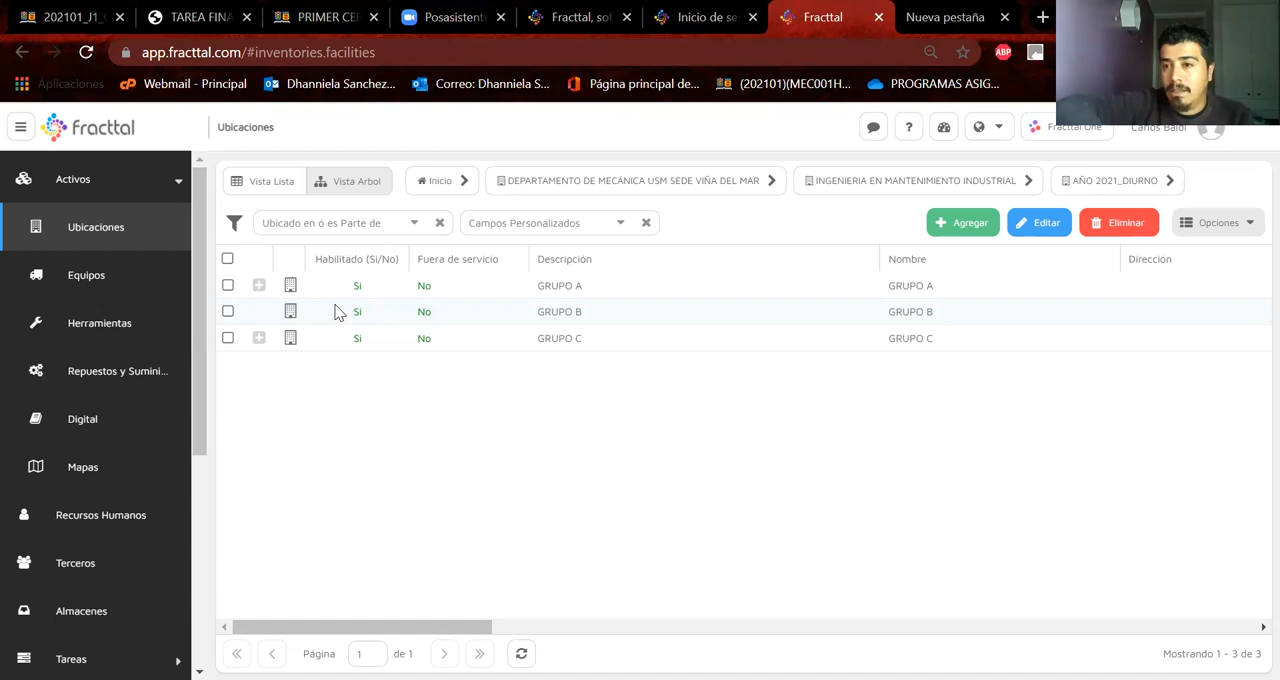 202101_J1_
TAREA FINA
PRIMER CEF
Posasistente
Fracttal, sof
Inicio de se
Fracttal
Nueva pestaña
app.fracttal.com/#inventories.facilities
ABP
Aplicaciones
Webmail - Principal
Dhanniela Sanchez...
Correo: Dhanniela S...
Página principal de...
(202101)(MEC001H...
PROGRAMAS ASIG...
fracttal
Ubicaciones
Fracttal One
Carlos Baldi
Activos
Ubicaciones
Equipos
Herramientas
Repuestos y Sumini...
Digital
Mapas
Recursos Humanos
Terceros
Almacenes
Tareas
Vista Lista
Vista Arbol
Inicio
DEPARTAMENTO DE MECÁNICA USM SEDE VIÑA DEL MAR
INGENIERIA EN MANTENIMIENTO INDUSTRIAL
AÑO 2021_DIURNO
Ubicado en ó es Parte de
Campos Personalizados
Agregar
Editar
Eliminar
Opciones
Habilitado (Si/No) Fuera de servicio Descripción Nombre Dirección
Si No GRUPO A GRUPO A
Si No GRUPO B GRUPO B
Si No GRUPO C GRUPO C
Página 1 de 1
Mostrando 1 - 3 de 3